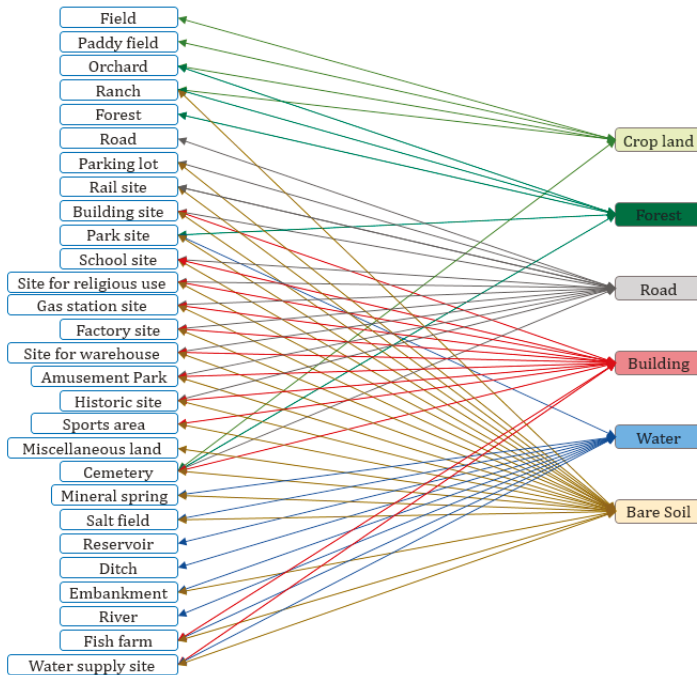 Field
Paddy field
Orchard
Ranch
Forest
Road
Parking lot
Rail site
Building site
Park site
School site
Site for religious use
Gas station site
Factory site
Site for warehouse
Amusement Park
Historic site
Sports area
Miscellaneous land
Cemetery
Mineral spring
Salt field
Reservoir
Ditch
Embankment
River
Fish farm
Water supply site
Crop land
Forest
Road
Building
Water
Bare Soil